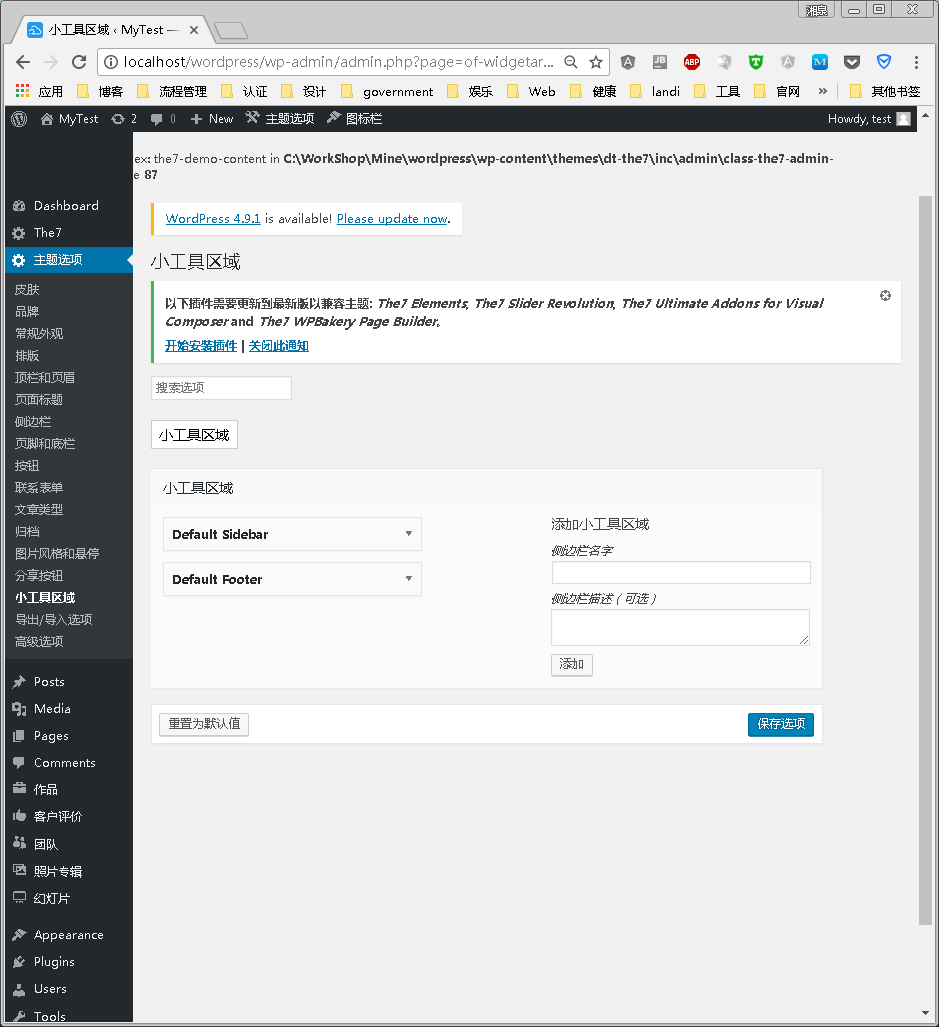 湘泉
小工具区域 ‹ MyTest —
localhost/wordpress/wp-admin/admin.php?page=of-widgetar...
JB
ABP
应用 博客 流程管理 认证 设计 government 娱乐 Web 健康 landi 工具 官网 » 其他书签
MyTest 2 0 New 主题选项 图标栏 Howdy, test
ex: the7-demo-content in C:\WorkShop\Mine\wordpress\wp-content\themes\dt-the7\inc\admin\class-the7-admin-
e 87
Dashboard
The7
主题选项
皮肤
品牌
常规外观
排版
顶栏和页眉
页面标题
侧边栏
页脚和底栏
按钮
联系表单
文章类型
归档
图片风格和悬停
分享按钮
小工具区域
导出/导入选项
高级选项
Posts
Media
Pages
Comments
作品
客户评价
团队
照片专辑
幻灯片
Appearance
Plugins
Users
Tools
WordPress 4.9.1 is available! Please update now.
小工具区域
以下插件需要更新到最新版以兼容主题: The7 Elements, The7 Slider Revolution, The7 Ultimate Addons for Visual
Composer and The7 WPBakery Page Builder。
开始安装插件 | 关闭此通知
搜索选项
小工具区域
小工具区域
Default Sidebar
Default Footer
添加小工具区域
侧边栏名字
侧边栏描述（可选）
添加
重置为默认值
保存选项